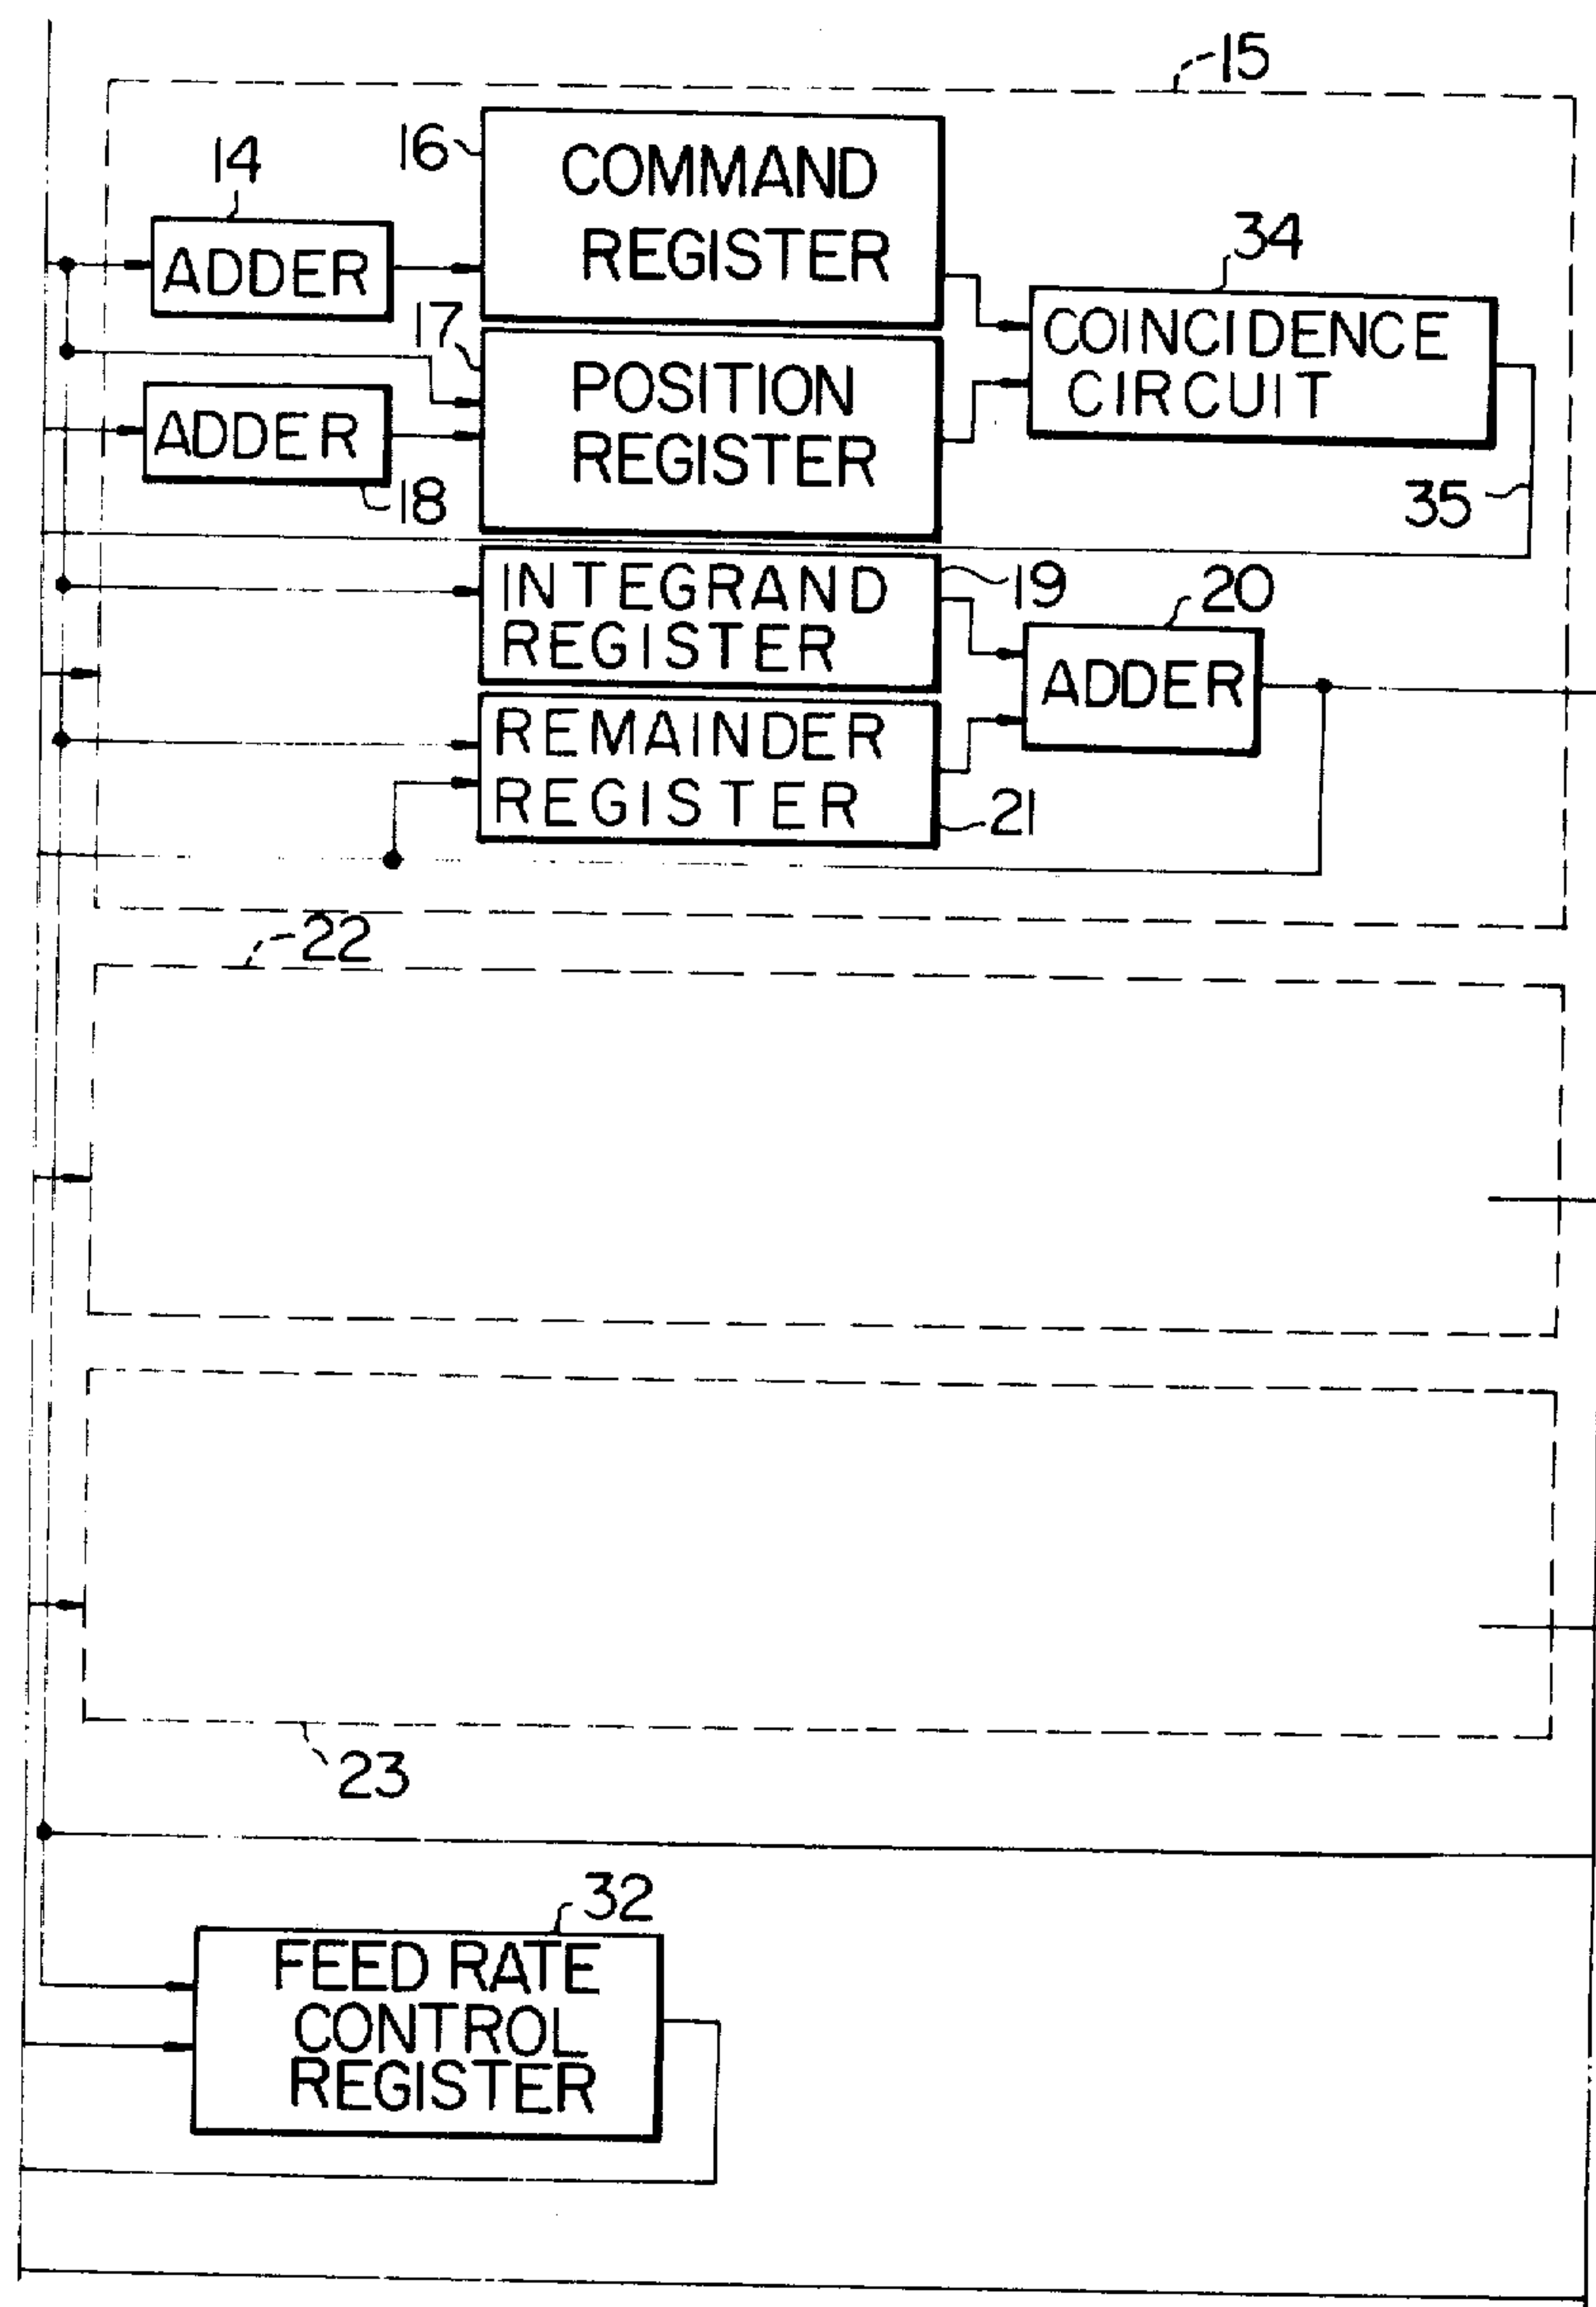 15
14
16
COMMAND
REGISTER
ADDER
34
17
COINCIDENCE
CIRCUIT
POSITION
REGISTER
ADDER
18
35
INTEGRAND
REGISTER
19
20
ADDER
REMAINDER
REGISTER
21
22
23
32
FEED RATE
CONTROL
REGISTER